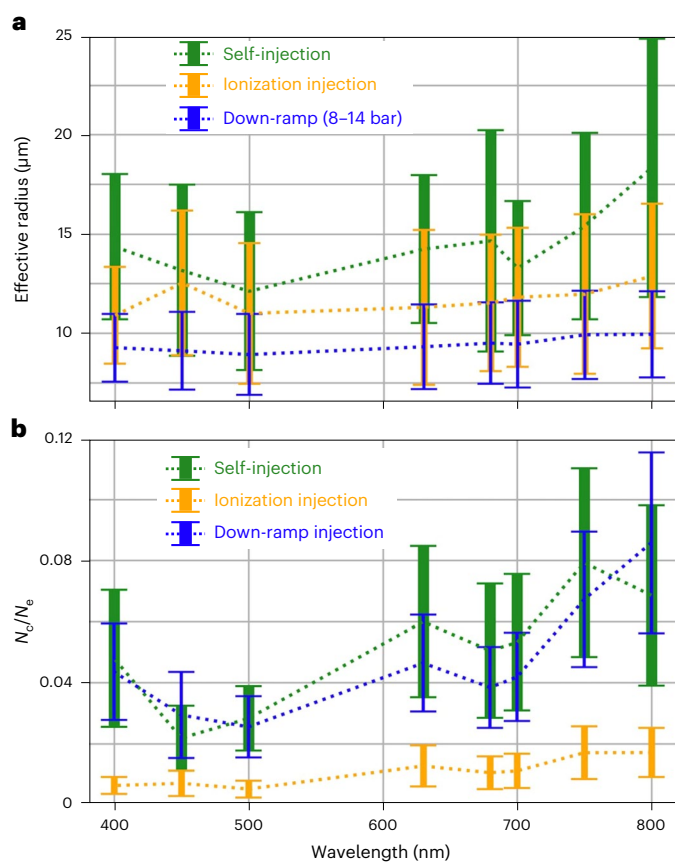 a
25
20
15
10
Effective radius (μm)
Self-injection
Ionization injection
Down-ramp (8–14 bar)
b
0.12
0.08
0.04
0
Nc/Ne
Self-injection
Ionization injection
Down-ramp injection
400 500 600 700 800
Wavelength (nm)